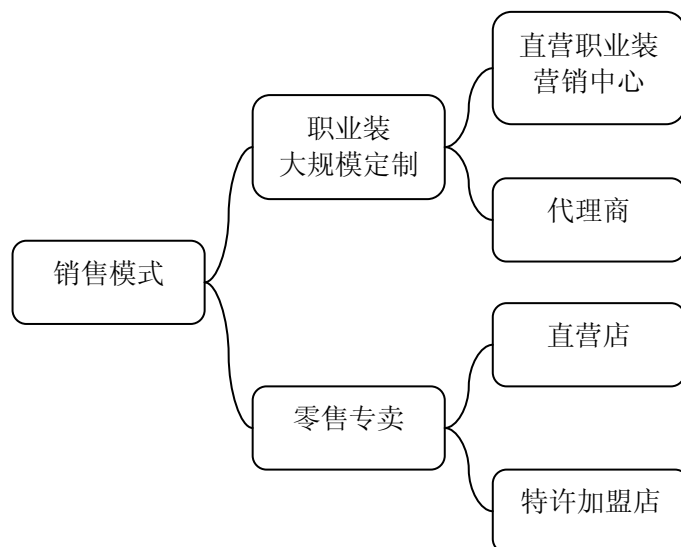 直营职业装
营销中心
职业装
大规模定制
代理商
销售模式
直营店
零售专卖
特许加盟店